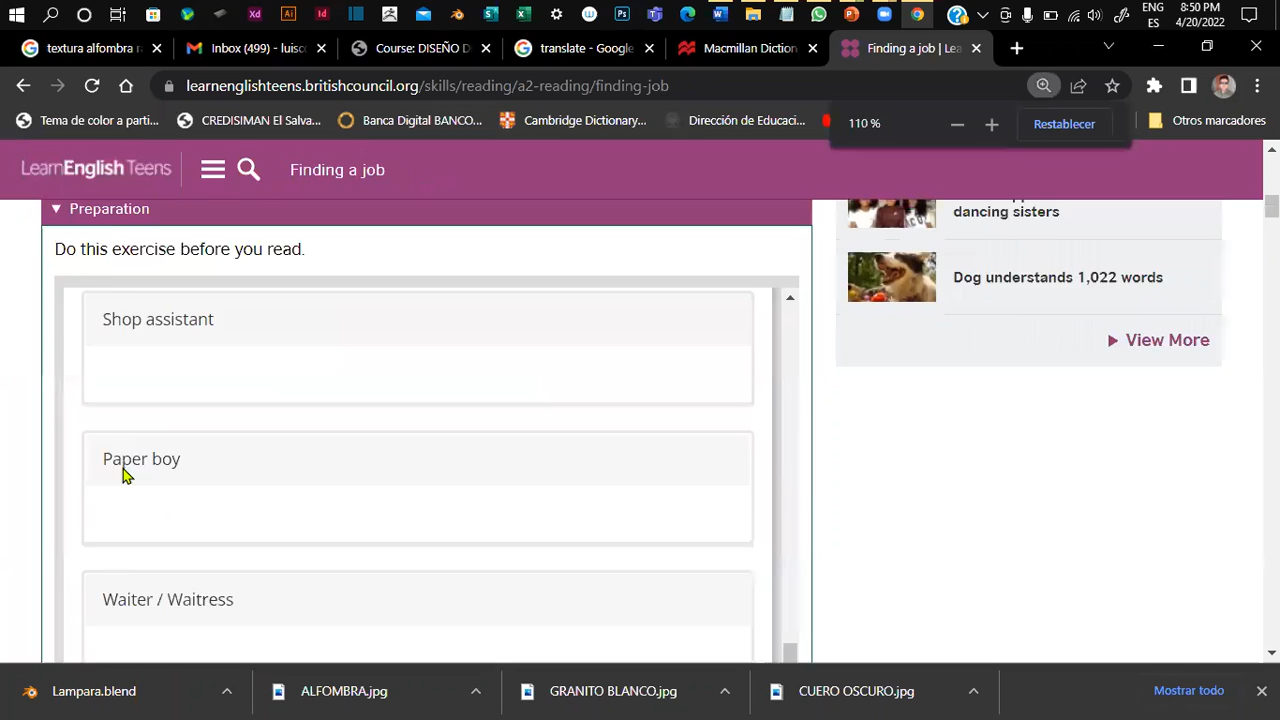 8:50 PM
ENG
ES
4/20/2022
textura alfombra r
Inbox (499) - luisc
Course: DISEÑO D
translate - Google
Macmillan Diction
Finding a job | Lea
learnenglishteens.britishcouncil.org/skills/reading/a2-reading/finding-job
Tema de color a parti...
CREDISIMAN El Salva...
Banca Digital BANCO...
Cambridge Dictionary...
Dirección de Educaci...
Otros marcadores
110 %
Restablecer
LearnEnglish Teens
Finding a job
Preparation
dancing sisters
Do this exercise before you read.
Dog understands 1,022 words
Shop assistant
View More
Paper boy
Waiter / Waitress
Lampara.blend
ALFOMBRA.jpg
GRANITO BLANCO.jpg
CUERO OSCURO.jpg
Mostrar todo